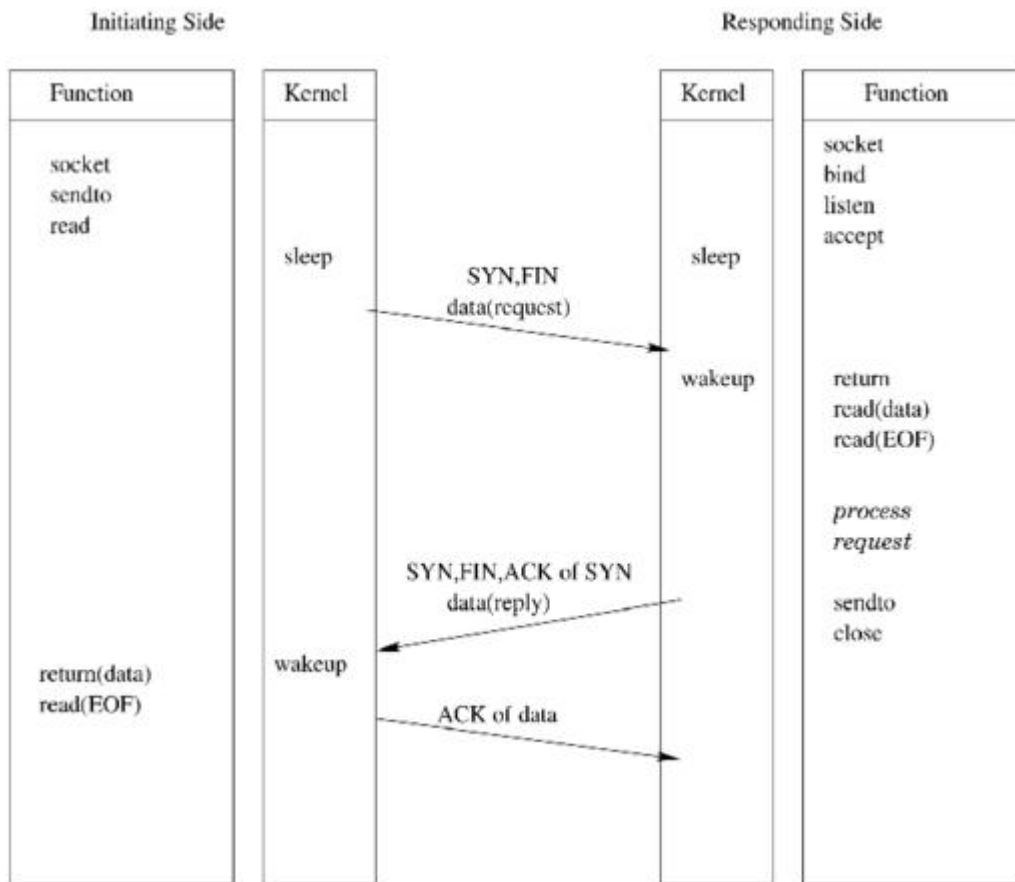 Initiating Side
Responding Side
Function
Kernel
Kernel
Function
socket
sendto
read
socket
bind
listen
accept
sleep
sleep
SYN,FIN
data(request)
wakeup
return
read(data)
read(EOF)
process
request
SYN,FIN,ACK of SYN
data(reply)
sendto
close
wakeup
return(data)
read(EOF)
ACK of data